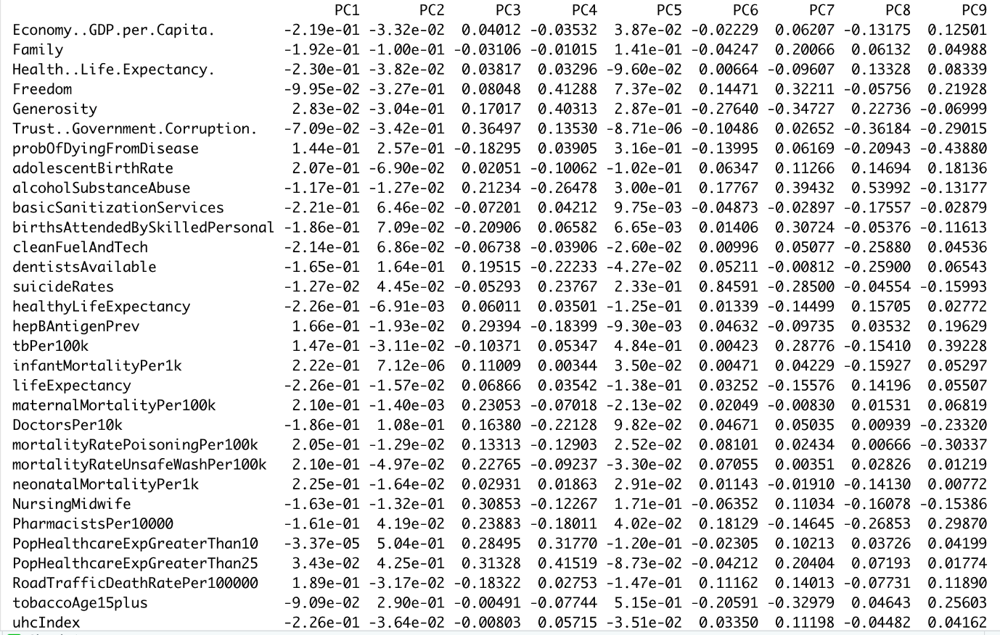 PC1 PC2 PC3 PC4 PC5 PC6 PC7 PC8 PC9
Economy..GDP.per.Capita. -2.19e-01 -3.32e-02 0.04012 -0.03532 3.87e-02 -0.02229 0.06207 -0.13175 0.12501
Family -1.92e-01 -1.00e-01 -0.03106 -0.01015 1.41e-01 -0.04247 0.20066 0.06132 0.04988
Health..Life.Expectancy. -2.30e-01 -3.82e-02 0.03817 0.03296 -9.60e-02 0.00664 -0.09607 0.13328 0.08339
Freedom -9.95e-02 -3.27e-01 0.08048 0.41288 7.37e-02 0.14471 0.32211 -0.05756 0.21928
Generosity 2.83e-02 -3.04e-01 0.17017 0.40313 2.87e-01 -0.27640 -0.34727 0.22736 -0.06999
Trust..Government.Corruption. -7.09e-02 -3.42e-01 0.36497 0.13530 -8.71e-06 -0.10486 0.02652 -0.36184 -0.29015
probOfDyingFromDisease 1.44e-01 2.57e-01 -0.18295 0.03905 3.16e-01 -0.13995 0.06169 -0.20943 -0.43880
adolescentBirthRate 2.07e-01 -6.90e-02 0.02051 -0.10062 -1.02e-01 0.06347 0.11266 0.14694 0.18136
alcoholSubstanceAbuse -1.17e-01 -1.27e-02 0.21234 -0.26478 3.00e-01 0.17767 0.39432 0.53992 -0.13177
basicSanitizationServices -2.21e-01 6.46e-02 -0.07201 0.04212 9.75e-03 -0.04873 -0.02897 -0.17557 -0.02879
birthsAttendedBySkilledPersonal -1.86e-01 7.09e-02 -0.20906 0.06582 6.65e-03 0.01406 0.30724 -0.05376 -0.11613
cleanFuelAndTech -2.14e-01 6.86e-02 -0.06738 -0.03906 -2.60e-02 0.00996 0.05077 -0.25880 0.04536
dentistsAvailable -1.65e-01 1.64e-01 0.19515 -0.22233 -4.27e-02 0.05211 -0.00812 -0.25900 0.06543
suicideRates -1.27e-02 4.45e-02 -0.05293 0.23767 2.33e-01 0.84591 -0.28500 -0.04554 -0.15993
healthyLifeExpectancy -2.26e-01 -6.91e-03 0.06011 0.03501 -1.25e-01 0.01339 -0.14499 0.15705 0.02772
hepBAntigenPrev 1.66e-01 -1.93e-02 0.29394 -0.18399 -9.30e-03 0.04632 -0.09735 0.03532 0.19629
tbPer100k 1.47e-01 -3.11e-02 -0.10371 0.05347 4.84e-01 0.00423 0.28776 -0.15410 0.39228
infantMortalityPer1k 2.22e-01 7.12e-06 0.11009 0.00344 3.50e-02 0.00471 0.04229 -0.15927 0.05297
lifeExpectancy -2.26e-01 -1.57e-02 0.06866 0.03542 -1.38e-01 0.03252 -0.15576 0.14196 0.05507
maternalMortalityPer100k 2.10e-01 -1.40e-03 0.23053 -0.07018 -2.13e-02 0.02049 -0.00830 0.01531 0.06819
DoctorsPer10k -1.86e-01 1.08e-01 0.16380 -0.22128 9.82e-02 0.04671 0.05035 0.00939 -0.23320
mortalityRatePoisoningPer100k 2.05e-01 -1.29e-02 0.13313 -0.12903 2.52e-02 0.08101 0.02434 0.00666 -0.30337
mortalityRateUnsafeWashPer100k 2.10e-01 -4.97e-02 0.22765 -0.09237 -3.30e-02 0.07055 0.00351 0.02826 0.01219
neonatalMortalityPer1k 2.25e-01 -1.64e-02 0.02931 0.01863 2.91e-02 0.01143 -0.01910 -0.14130 0.00772
NursingMidwife -1.63e-01 -1.32e-01 0.30853 -0.12267 1.71e-01 -0.06352 0.11034 -0.16078 -0.15386
PharmacistsPer10000 -1.61e-01 4.19e-02 0.23883 -0.18011 4.02e-02 0.18129 -0.14645 -0.26853 0.29870
PopHealthcareExpGreaterThan10 -3.37e-05 5.04e-01 0.28495 0.31770 -1.20e-01 -0.02305 0.10213 0.03726 0.04199
PopHealthcareExpGreaterThan25 3.43e-02 4.25e-01 0.31328 0.41519 -8.73e-02 -0.04212 0.20404 0.07193 0.01774
RoadTrafficDeathRatePer100000 1.89e-01 -3.17e-02 -0.18322 0.02753 -1.47e-01 0.11162 0.14013 -0.07731 0.11890
tobaccoAge15plus -9.09e-02 2.90e-01 -0.00491 -0.07744 5.15e-01 -0.20591 -0.32979 0.04643 0.25603
uhcIndex -2.26e-01 -3.64e-02 -0.00803 0.05715 -3.51e-02 0.03350 0.11198 -0.04482 0.04162